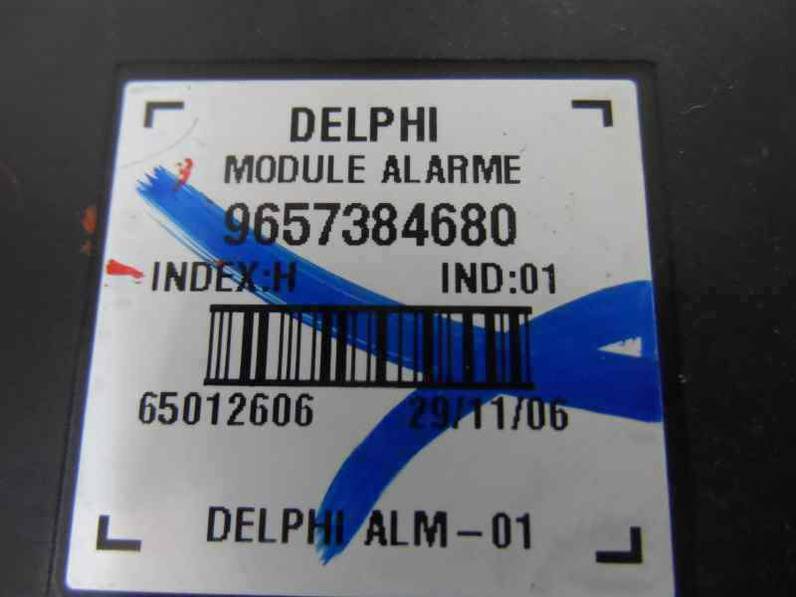 DELPHI
MODULE ALARME
9657384680
INDEX:H IND:01
65012606 29/11/06
DELPHI ALM-01